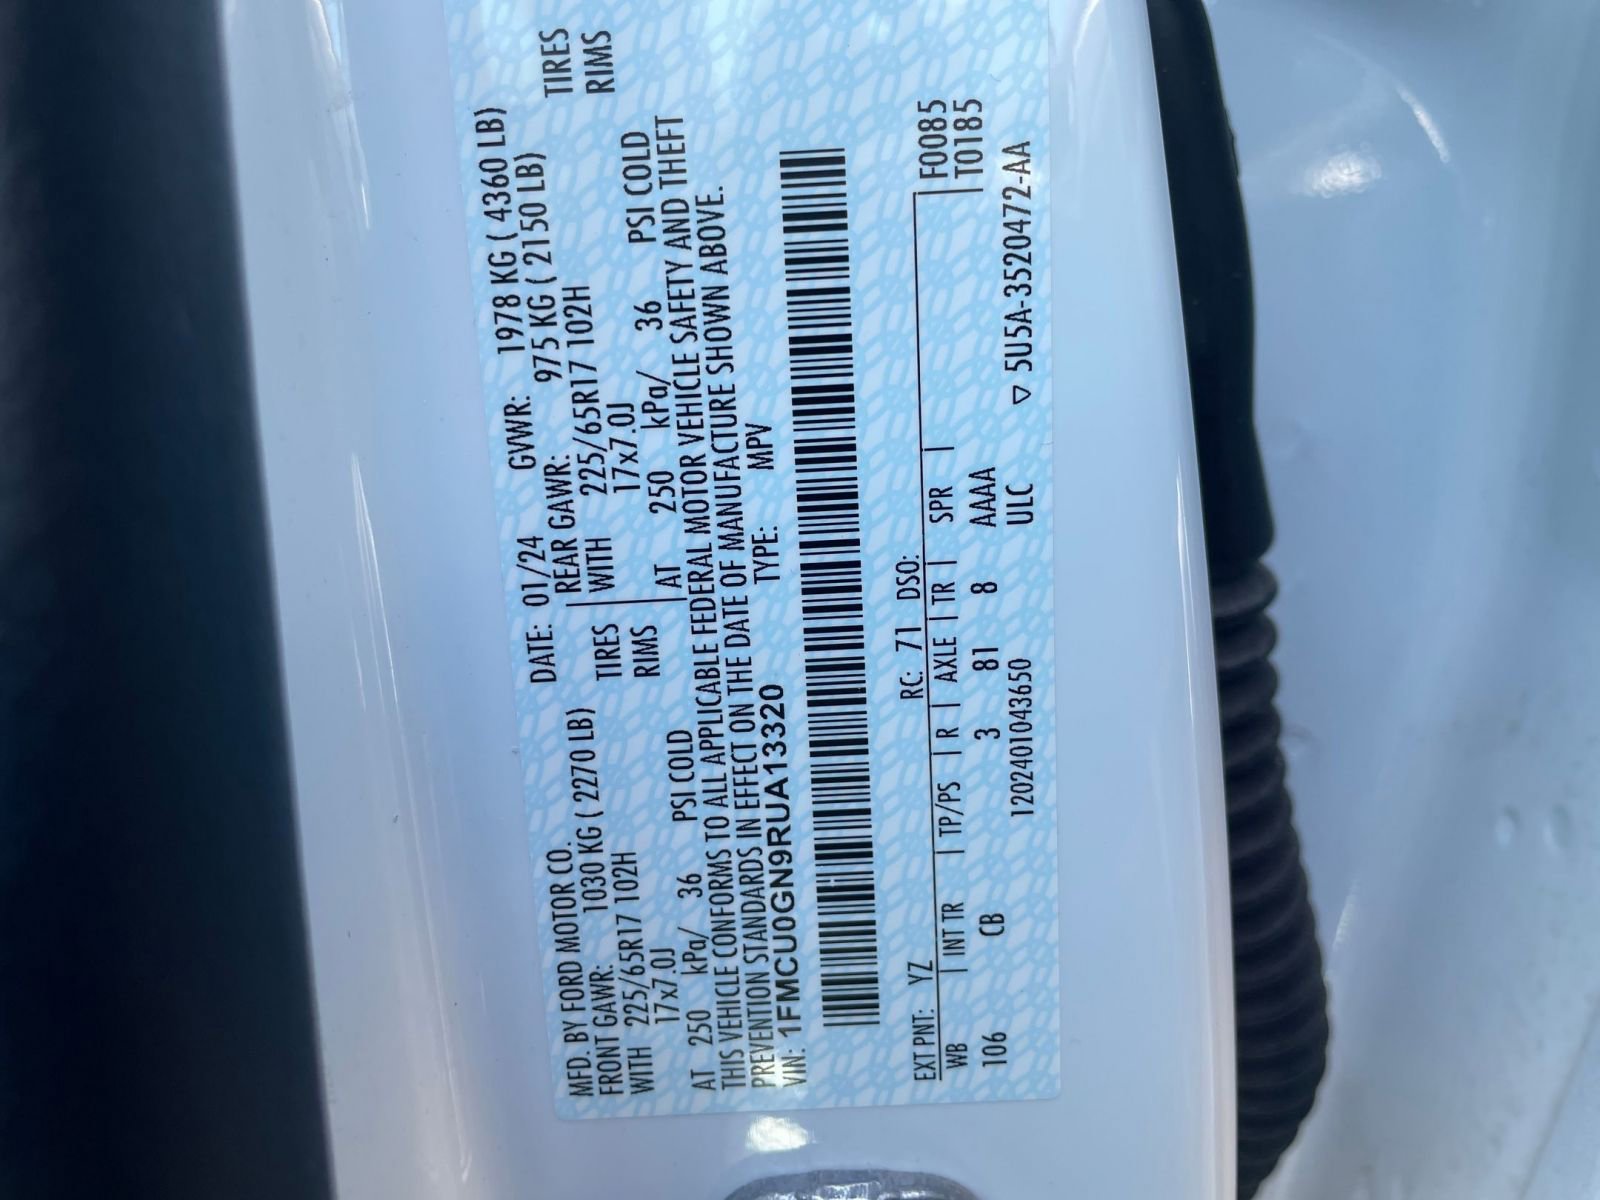 MFD. BY FORD MOTOR CO. DATE: 01/24 GVWR: 1978 KG ( 4360 LB)
FRONT GAWR: 1030 KG ( 2270 LB) REAR GAWR: 975 KG ( 2150 LB)
WITH 225/65R17 102H TIRES WITH 225/65R17 102H TIRES
17x7.0J RIMS 17x7.0J RIMS
AT 250 kPa/ 36 PSI COLD AT 250 kPa/ 36 PSI COLD
THIS VEHICLE CONFORMS TO ALL APPLICABLE FEDERAL MOTOR VEHICLE SAFETY AND THEFT
PREVENTION STANDARDS IN EFFECT ON THE DATE OF MANUFACTURE SHOWN ABOVE.
VIN: 1FMCU0GN9RUA13320 TYPE: MPV
EXT PNT: YZ RC: 71 DSO: F0085
WB INT TR TP/PS R AXLE TR SPR T0185
106 CB 3 81 8 AAAA
120240104​3650 ULC ▽ 5U5A-3520472-AA